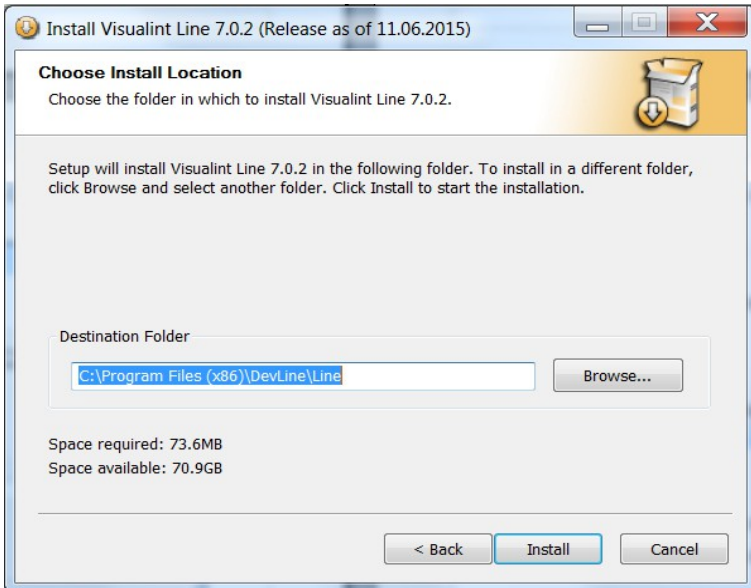 Install Visualint Line 7.0.2 (Release as of 11.06.2015)
Choose Install Location
Choose the folder in which to install Visualint Line 7.0.2.
Setup will install Visualint Line 7.0.2 in the following folder. To install in a different folder,
click Browse and select another folder. Click Install to start the installation.
Destination Folder
C:\Program Files (x86)\DevLine\Line
Browse...
Space required: 73.6MB
Space available: 70.9GB
< Back
Install
Cancel